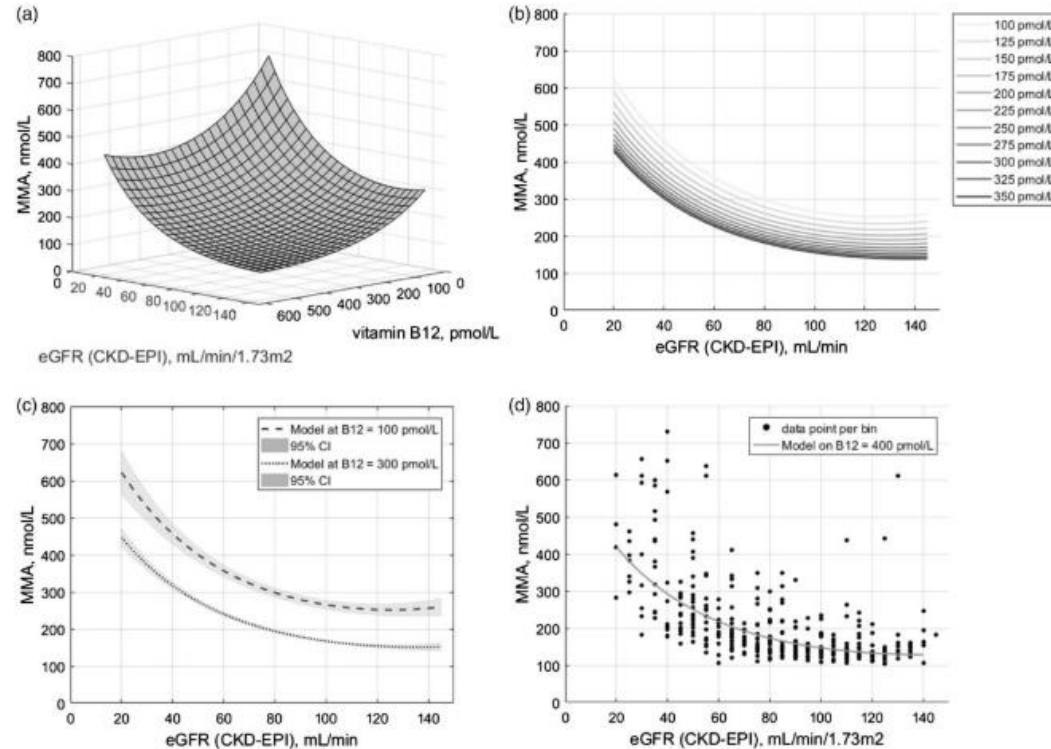 (a)
800
700
600
500
400
300
200
100
0
MMA, nmol/L
0
20
40
60
80
100
120
140
600
500
400
300
200
100
0
vitamin B12, pmol/L
eGFR (CKD-EPI), mL/min/1.73m2
(b)
800
700
600
500
400
300
200
100
0
MMA, nmol/L
0 20 40 60 80 100 120 140
eGFR (CKD-EPI), mL/min
100 pmol/L
125 pmol/L
150 pmol/L
175 pmol/L
200 pmol/L
225 pmol/L
250 pmol/L
275 pmol/L
300 pmol/L
325 pmol/L
350 pmol/L
(c)
800
700
600
500
400
300
200
100
0
MMA, nmol/L
0 20 40 60 80 100 120 140
eGFR (CKD-EPI), mL/min
Model at B12 = 100 pmol/L
95% CI
Model at B12 = 300 pmol/L
95% CI
(d)
800
700
600
500
400
300
200
100
0
MMA, nmol/L
0 20 40 60 80 100 120 140
eGFR (CKD-EPI), mL/min/1.73m2
data point per bin
Model on B12 = 400 pmol/L